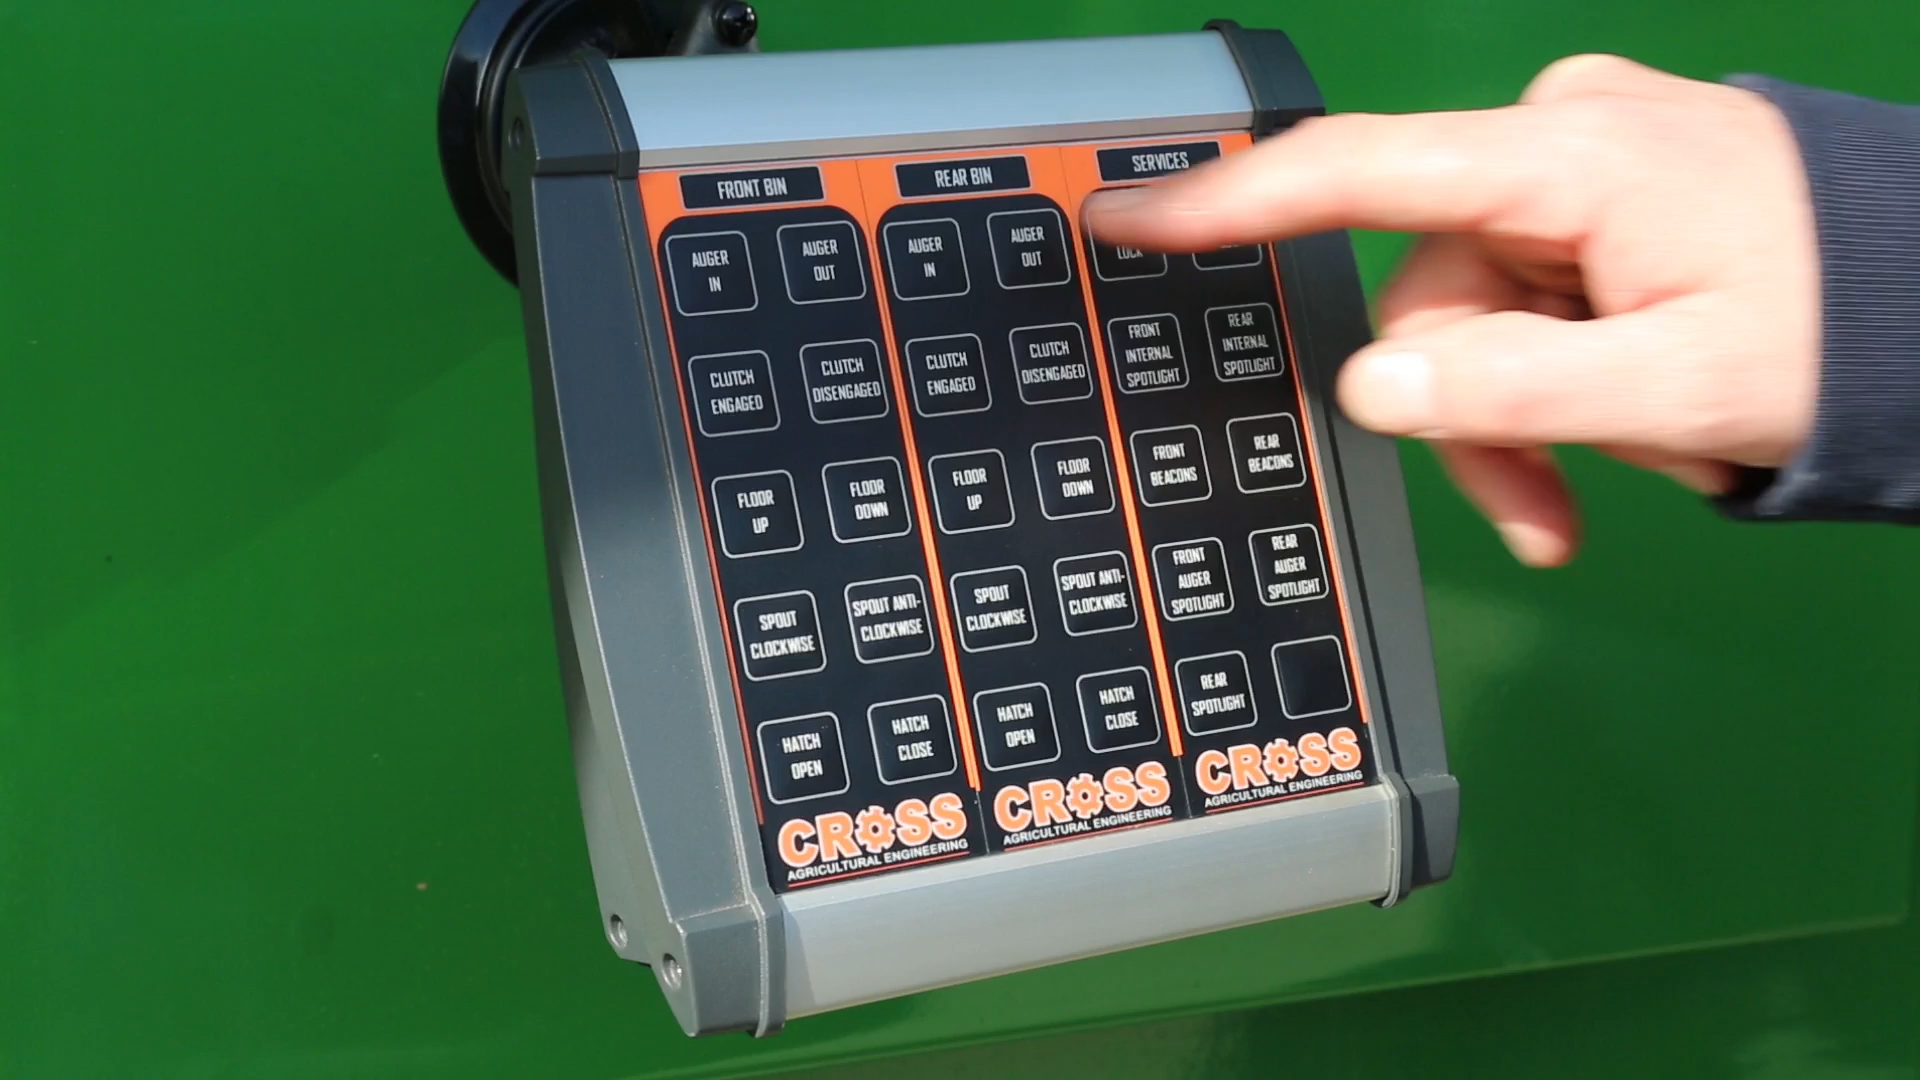 FRONT BIN
REAR BIN
SERVICES
AUGER
IN
AUGER
OUT
AUGER
IN
AUGER
OUT
LOCK
CLUTCH
ENGAGED
CLUTCH
DISENGAGED
CLUTCH
ENGAGED
CLUTCH
DISENGAGED
FRONT
INTERNAL
SPOTLIGHT
REAR
INTERNAL
SPOTLIGHT
FLOOR
UP
FLOOR
DOWN
FLOOR
UP
FLOOR
DOWN
FRONT
BEACONS
REAR
BEACONS
SPOUT
CLOCKWISE
SPOUT ANTI-
CLOCKWISE
SPOUT
CLOCKWISE
SPOUT ANTI-
CLOCKWISE
FRONT
AUGER
SPOTLIGHT
REAR
AUGER
SPOTLIGHT
HATCH
OPEN
HATCH
CLOSE
HATCH
OPEN
HATCH
CLOSE
REAR
SPOTLIGHT
CROSS
AGRICULTURAL ENGINEERING
CROSS
AGRICULTURAL ENGINEERING
CROSS
AGRICULTURAL ENGINEERING